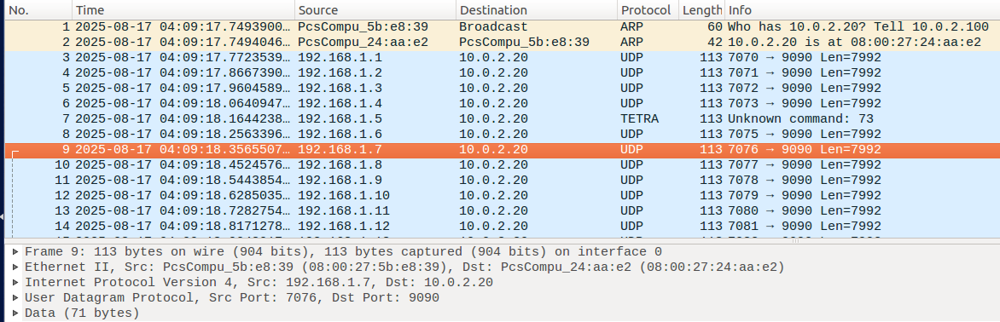 No. Time Source Destination Protocol Length Info
1 2025-08-17 04:09:17.7493900… PcsCompu_5b:e8:39 Broadcast ARP 60 Who has 10.0.2.20? Tell 10.0.2.100
2 2025-08-17 04:09:17.7494046… PcsCompu_24:aa:e2 PcsCompu_5b:e8:39 ARP 42 10.0.2.20 is at 08:00:27:24:aa:e2
3 2025-08-17 04:09:17.7723539… 192.168.1.1 10.0.2.20 UDP 113 7070 → 9090 Len=7992
4 2025-08-17 04:09:17.8667390… 192.168.1.2 10.0.2.20 UDP 113 7071 → 9090 Len=7992
5 2025-08-17 04:09:17.9604589… 192.168.1.3 10.0.2.20 UDP 113 7072 → 9090 Len=7992
6 2025-08-17 04:09:18.0640947… 192.168.1.4 10.0.2.20 UDP 113 7073 → 9090 Len=7992
7 2025-08-17 04:09:18.1644238… 192.168.1.5 10.0.2.20 TETRA 113 Unknown command: 73
8 2025-08-17 04:09:18.2563396… 192.168.1.6 10.0.2.20 UDP 113 7075 → 9090 Len=7992
9 2025-08-17 04:09:18.3565507… 192.168.1.7 10.0.2.20 UDP 113 7076 → 9090 Len=7992
10 2025-08-17 04:09:18.4524576… 192.168.1.8 10.0.2.20 UDP 113 7077 → 9090 Len=7992
11 2025-08-17 04:09:18.5443854… 192.168.1.9 10.0.2.20 UDP 113 7078 → 9090 Len=7992
12 2025-08-17 04:09:18.6285035… 192.168.1.10 10.0.2.20 UDP 113 7079 → 9090 Len=7992
13 2025-08-17 04:09:18.7282754… 192.168.1.11 10.0.2.20 UDP 113 7080 → 9090 Len=7992
14 2025-08-17 04:09:18.8171278… 192.168.1.12 10.0.2.20 UDP 113 7081 → 9090 Len=7992
Frame 9: 113 bytes on wire (904 bits), 113 bytes captured (904 bits) on interface 0
Ethernet II, Src: PcsCompu_5b:e8:39 (08:00:27:5b:e8:39), Dst: PcsCompu_24:aa:e2 (08:00:27:24:aa:e2)
Internet Protocol Version 4, Src: 192.168.1.7, Dst: 10.0.2.20
User Datagram Protocol, Src Port: 7076, Dst Port: 9090
Data (71 bytes)